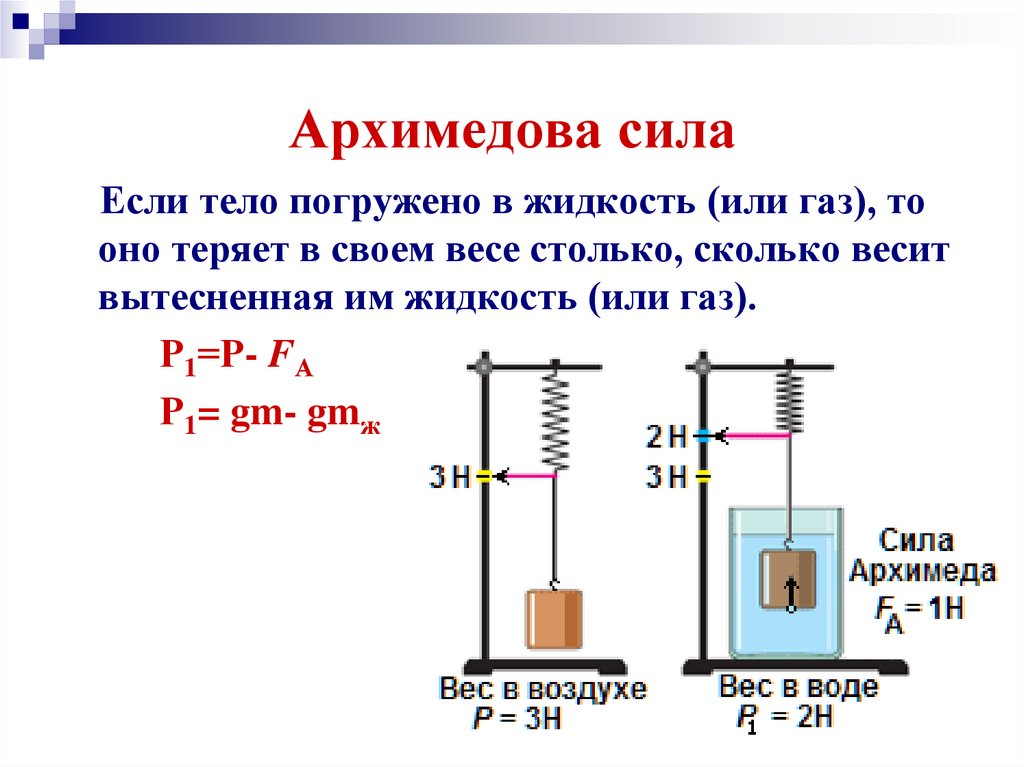 Архимедова сила
Если тело погружено в жидкость (или газ), то
оно теряет в своем весе столько, сколько весит
вытесненная им жидкость (или газ).
P₁=P- Fᴀ
P₁= gm- gmж
3 Н
2 Н
3 Н
Сила
Архимеда
Fᴀ = 1Н
Вес в воздухе
P = 3Н
Вес в воде
P₁ = 2Н